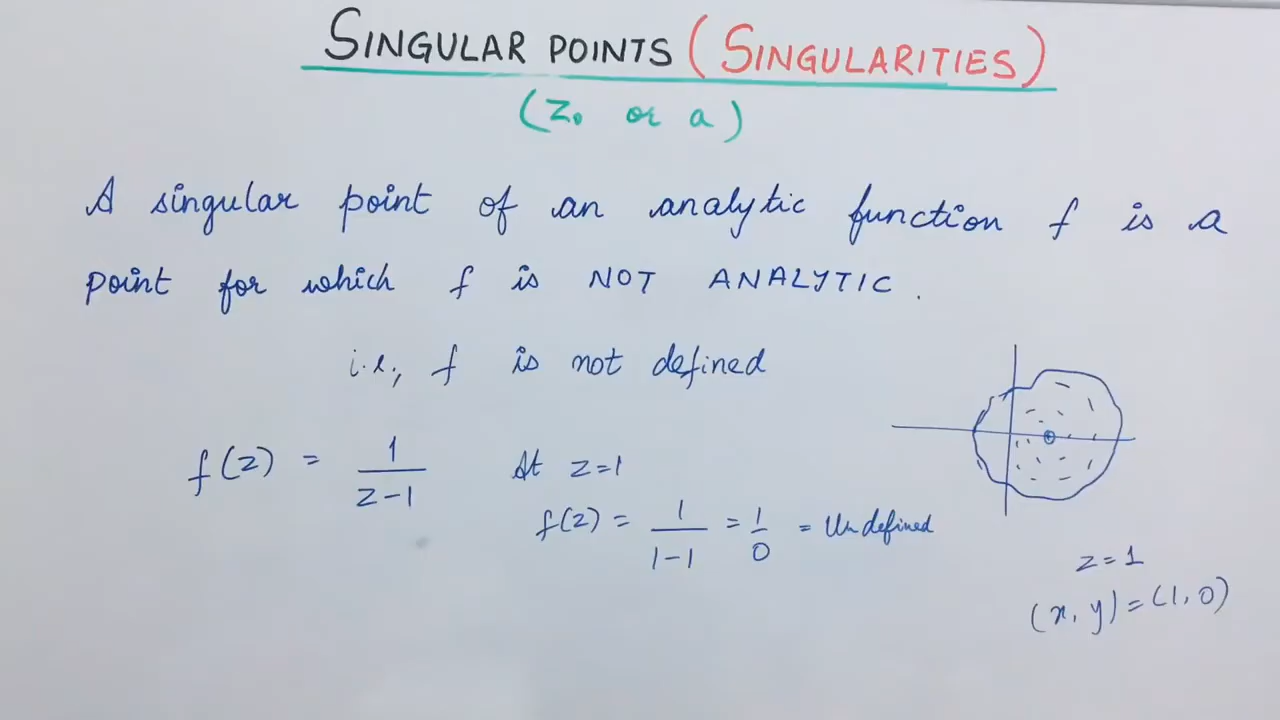 SINGULAR POINTS (SINGULARITIES)
(z₀ or a)
A singular point of an analytic function f is a
point for which f is NOT ANALYTIC.
i.e., f is not defined
f(z) = 1/(z-1) At z=1
f(z) = 1/(1-1) = 1/0 = Undefined
z=1
(x, y) = (1, 0)